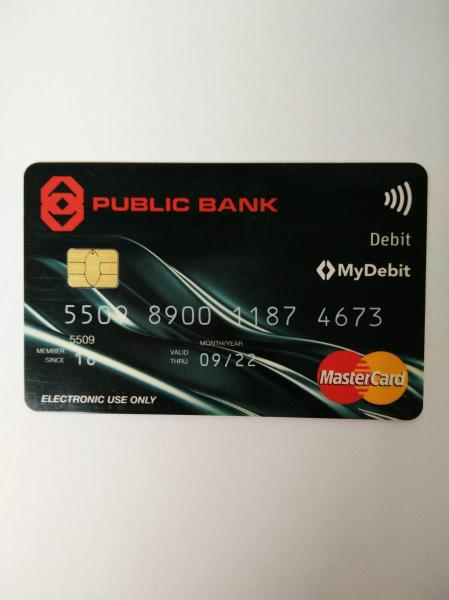 PUBLIC BANK
Debit
MyDebit
5509 8900 1187 4673
5509
MONTH/YEAR
MEMBER SINCE 16 VALID THRU 09/22
MasterCard
ELECTRONIC USE ONLY